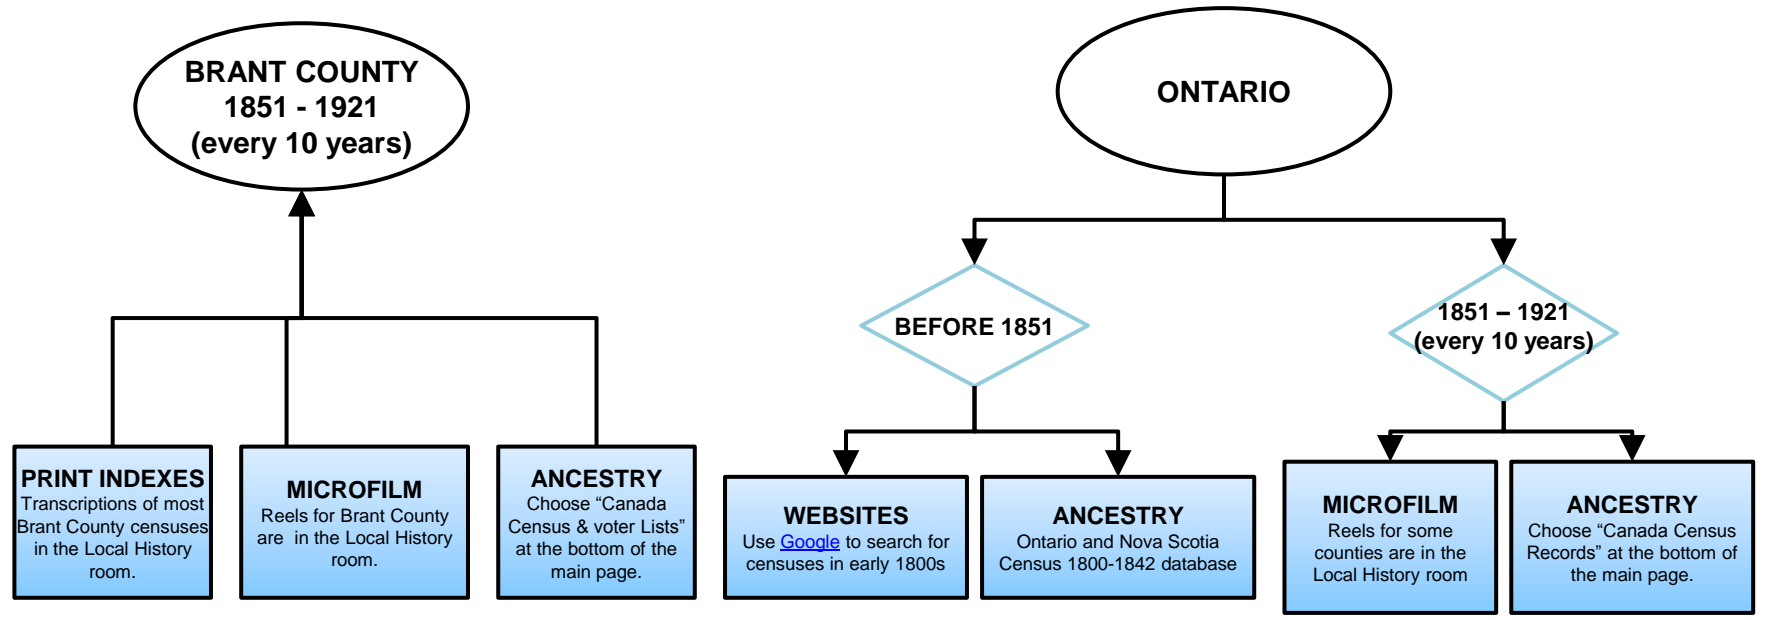 BRANT COUNTY
1851 - 1921
(every 10 years)
ONTARIO
BEFORE 1851
1851 – 1921
(every 10 years)
PRINT INDEXES
Transcriptions of most
Brant County censuses
in the Local History
room.
MICROFILM
Reels for Brant County
are in the Local History
room.
ANCESTRY
Choose “Canada
Census & voter Lists”
at the bottom of the
main page.
WEBSITES
Use Google to search for
censuses in early 1800s
ANCESTRY
Ontario and Nova Scotia
Census 1800-1842 database
MICROFILM
Reels for some
counties are in the
Local History room
ANCESTRY
Choose “Canada Census
Records” at the bottom of
the main page.